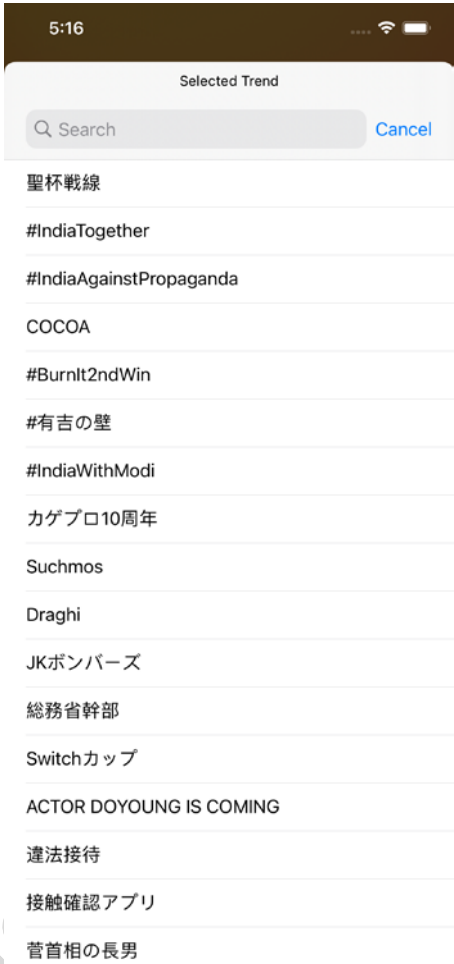 5:16
Selected Trend
Search
Cancel
聖杯戦線
#IndiaTogether
#IndiaAgainstPropaganda
COCOA
#BurnIt2ndWin
#有吉の壁
#IndiaWithModi
カゲプロ10周年
Suchmos
Draghi
JKボンバーズ
総務省幹部
Switchカップ
ACTOR DOYOUNG IS COMING
違法接待
接触確認アプリ
菅首相の長男